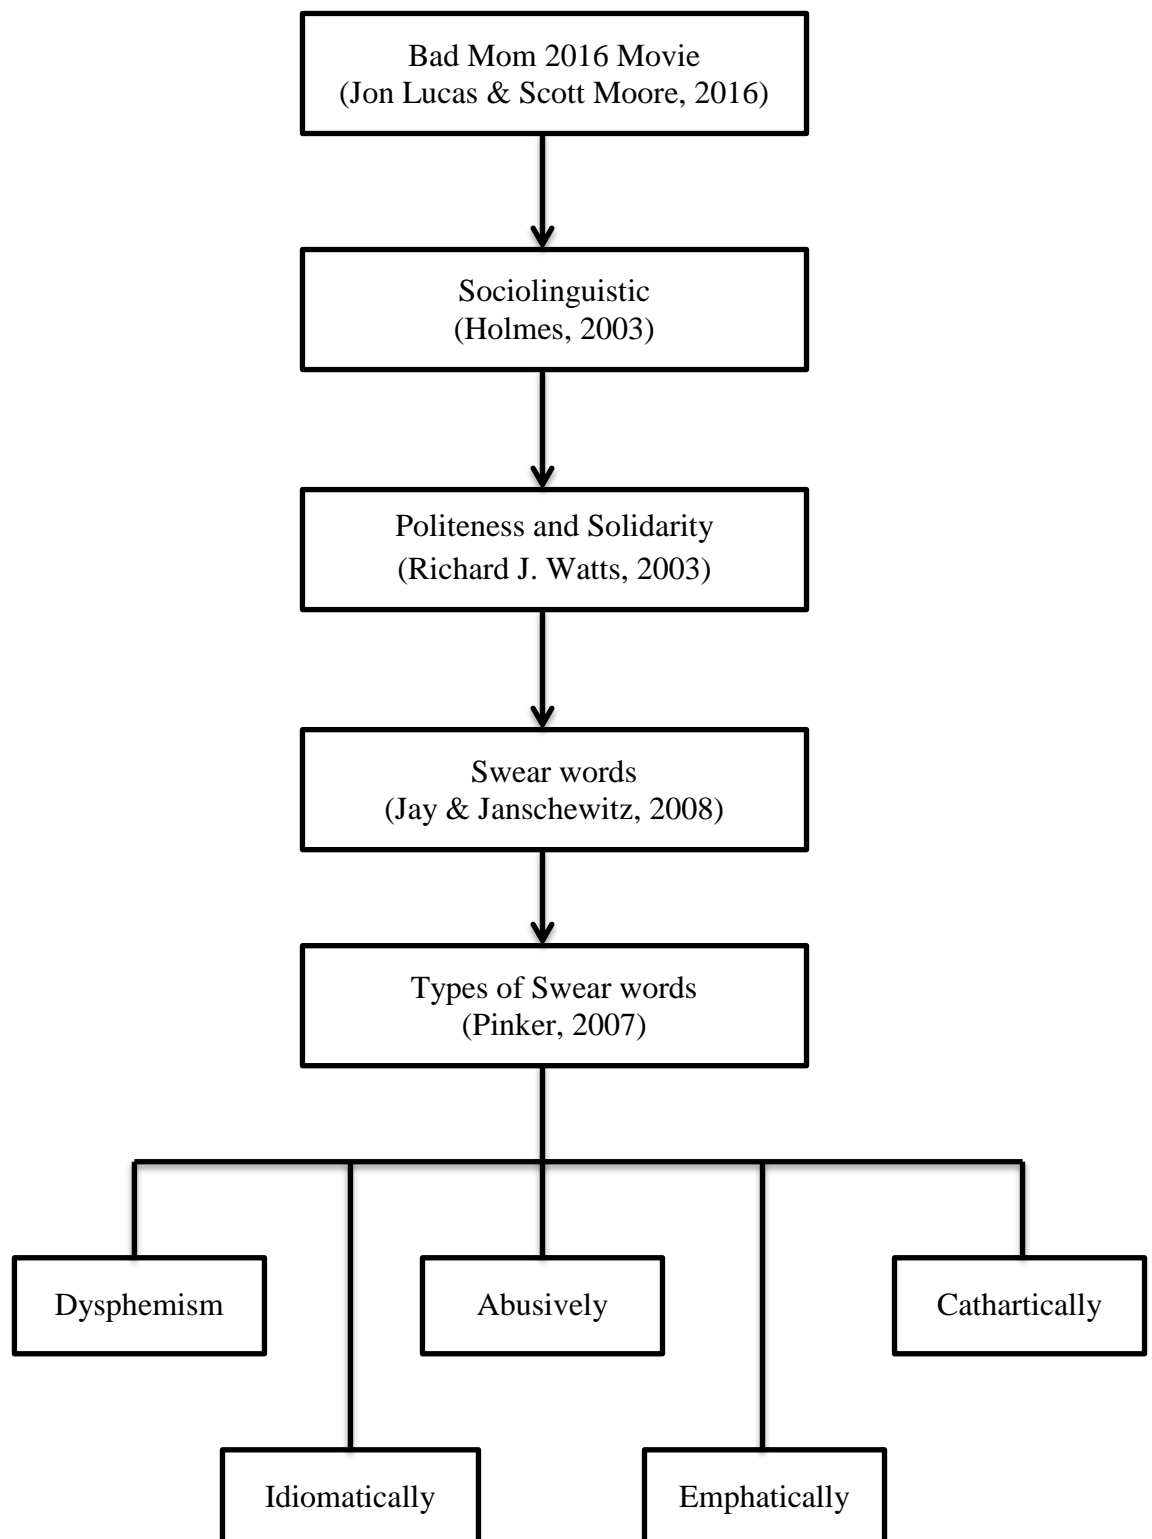 Bad Mom 2016 Movie
(Jon Lucas & Scott Moore, 2016)
Sociolinguistic
(Holmes, 2003)
Politeness and Solidarity
(Richard J. Watts, 2003)
Swear words
(Jay & Janschewitz, 2008)
Types of Swear words
(Pinker, 2007)
Dysphemism
Abusively
Cathartically
Idiomatically
Emphatically